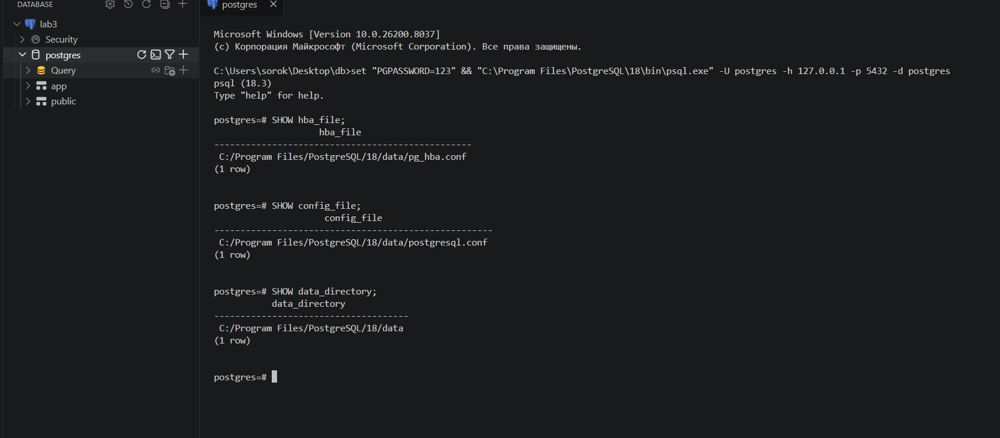 DATABASE
lab3
Security
postgres
Query
app
public
postgres
Microsoft Windows [Version 10.0.26200.8037]
(c) Корпорация Майкрософт (Microsoft Corporation). Все права защищены.
C:\Users\sorok\Desktop\db>set "PGPASSWORD=123" && "C:\Program Files\PostgreSQL\18\bin\psql.exe" -U postgres -h 127.0.0.1 -p 5432 -d postgres
psql (18.3)
Type "help" for help.
postgres=# SHOW hba_file;
hba_file
-------------------------------------------------
C:/Program Files/PostgreSQL/18/data/pg_hba.conf
(1 row)
postgres=# SHOW config_file;
config_file
-----------------------------------------------------
C:/Program Files/PostgreSQL/18/data/postgresql.conf
(1 row)
postgres=# SHOW data_directory;
data_directory
-------------------------------------
C:/Program Files/PostgreSQL/18/data
(1 row)
postgres=#